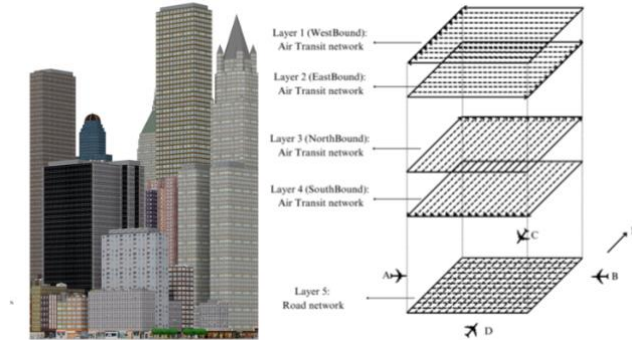 Layer 1 (WestBound):
Air Transit network
Layer 2 (EastBound):
Air Transit network
Layer 3 (NorthBound):
Air Transit network
Layer 4 (SouthBound):
Air Transit network
C
A
B
Layer 5:
Road network
D